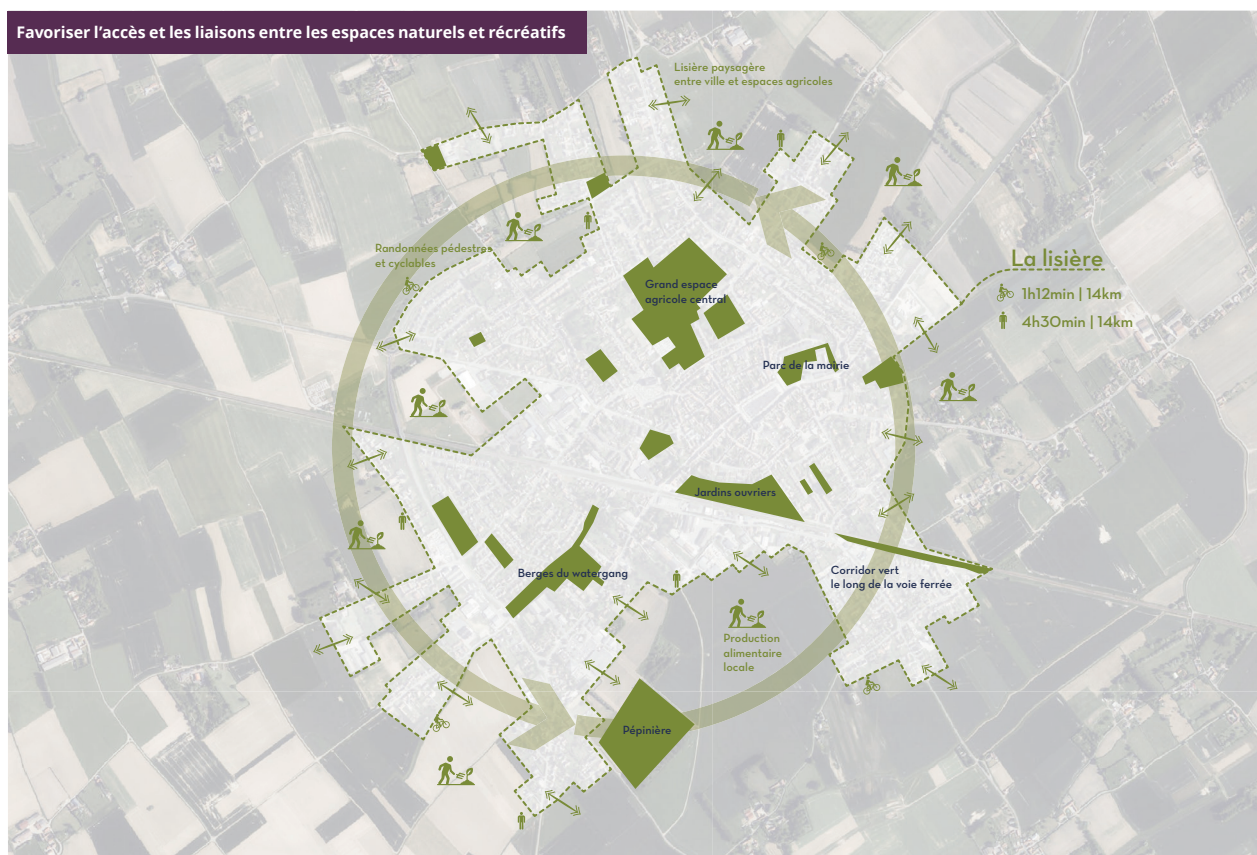 Favoriser l'accès et les liaisons entre les espaces naturels et récréatifs
Lisière paysagère
entre ville et espaces agricoles
Randonnées pédestres
et cyclables
Grand espace
agricole central
La lisière
1h12min | 14km
4h30min | 14km
Parc de la mairie
Jardins ouvriers
Berges du watergang
Corridor vert
le long de la voie ferrée
Production
alimentaire
locale
Pépinière